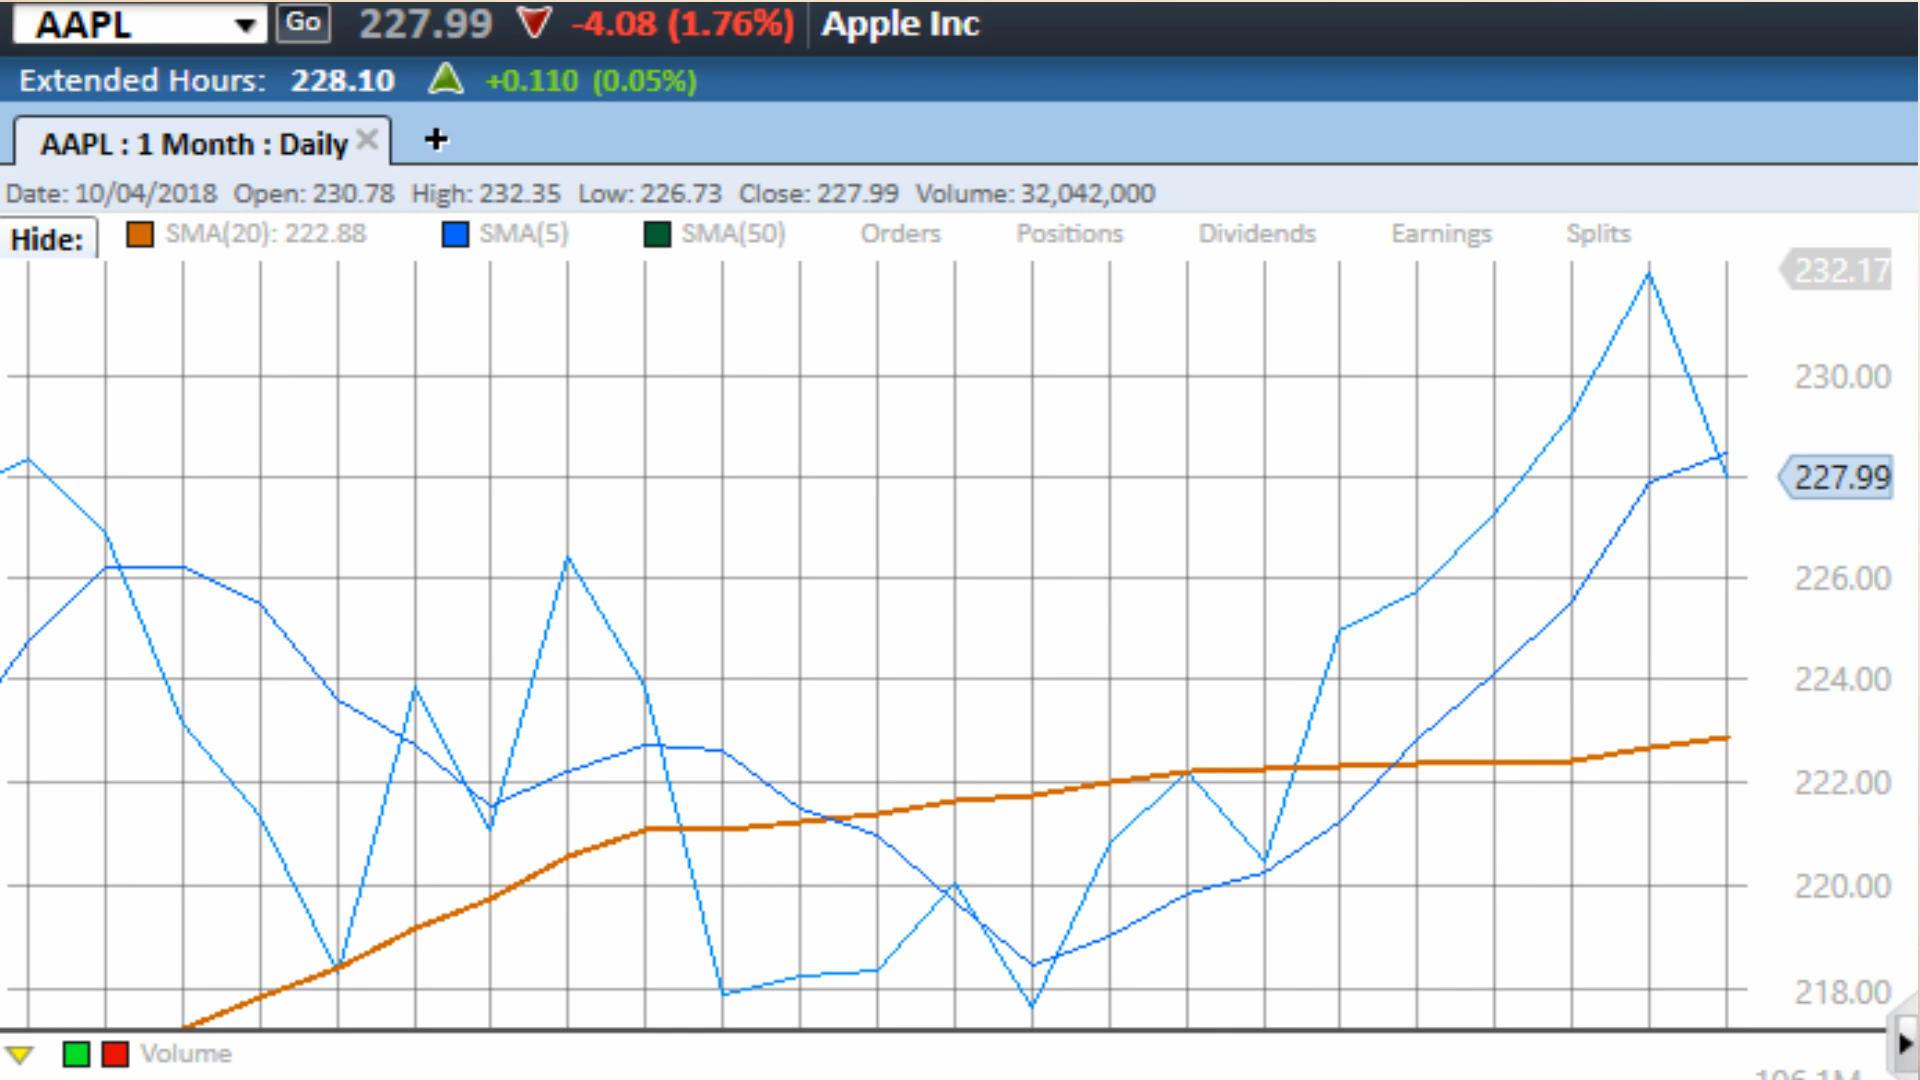 AAPL Go 227.99 -4.08 (1.76%) Apple Inc
Extended Hours: 228.10 +0.110 (0.05%)
AAPL : 1 Month : Daily +
Date: 10/04/2018 Open: 230.78 High: 232.35 Low: 226.73 Close: 227.99 Volume: 32,042,000
Hide: SMA(20): 222.88 SMA(5) SMA(50) Orders Positions Dividends Earnings Splits
232.17
230.00
227.99
226.00
224.00
222.00
220.00
218.00
Volume
106.1M